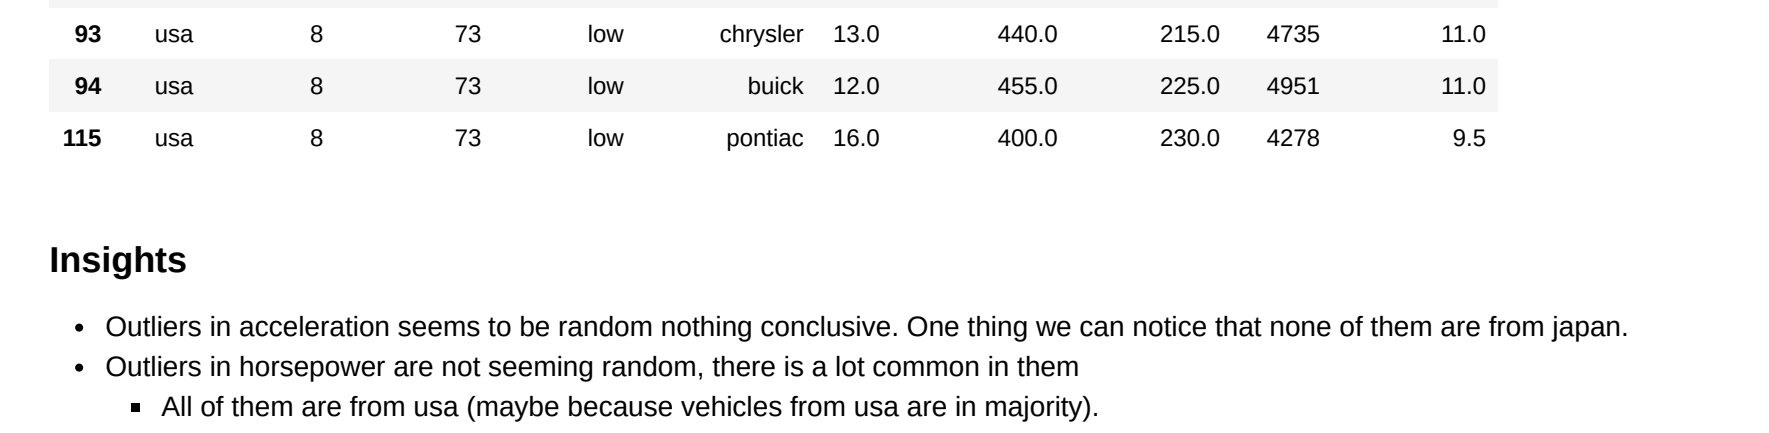 93 usa 8 73 low chrysler 13.0 440.0 215.0 4735 11.0
94 usa 8 73 low buick 12.0 455.0 225.0 4951 11.0
115 usa 8 73 low pontiac 16.0 400.0 230.0 4278 9.5
Insights
• Outliers in acceleration seems to be random nothing conclusive. One thing we can notice that none of them are from japan.
• Outliers in horsepower are not seeming random, there is a lot common in them
▪ All of them are from usa (maybe because vehicles from usa are in majority).